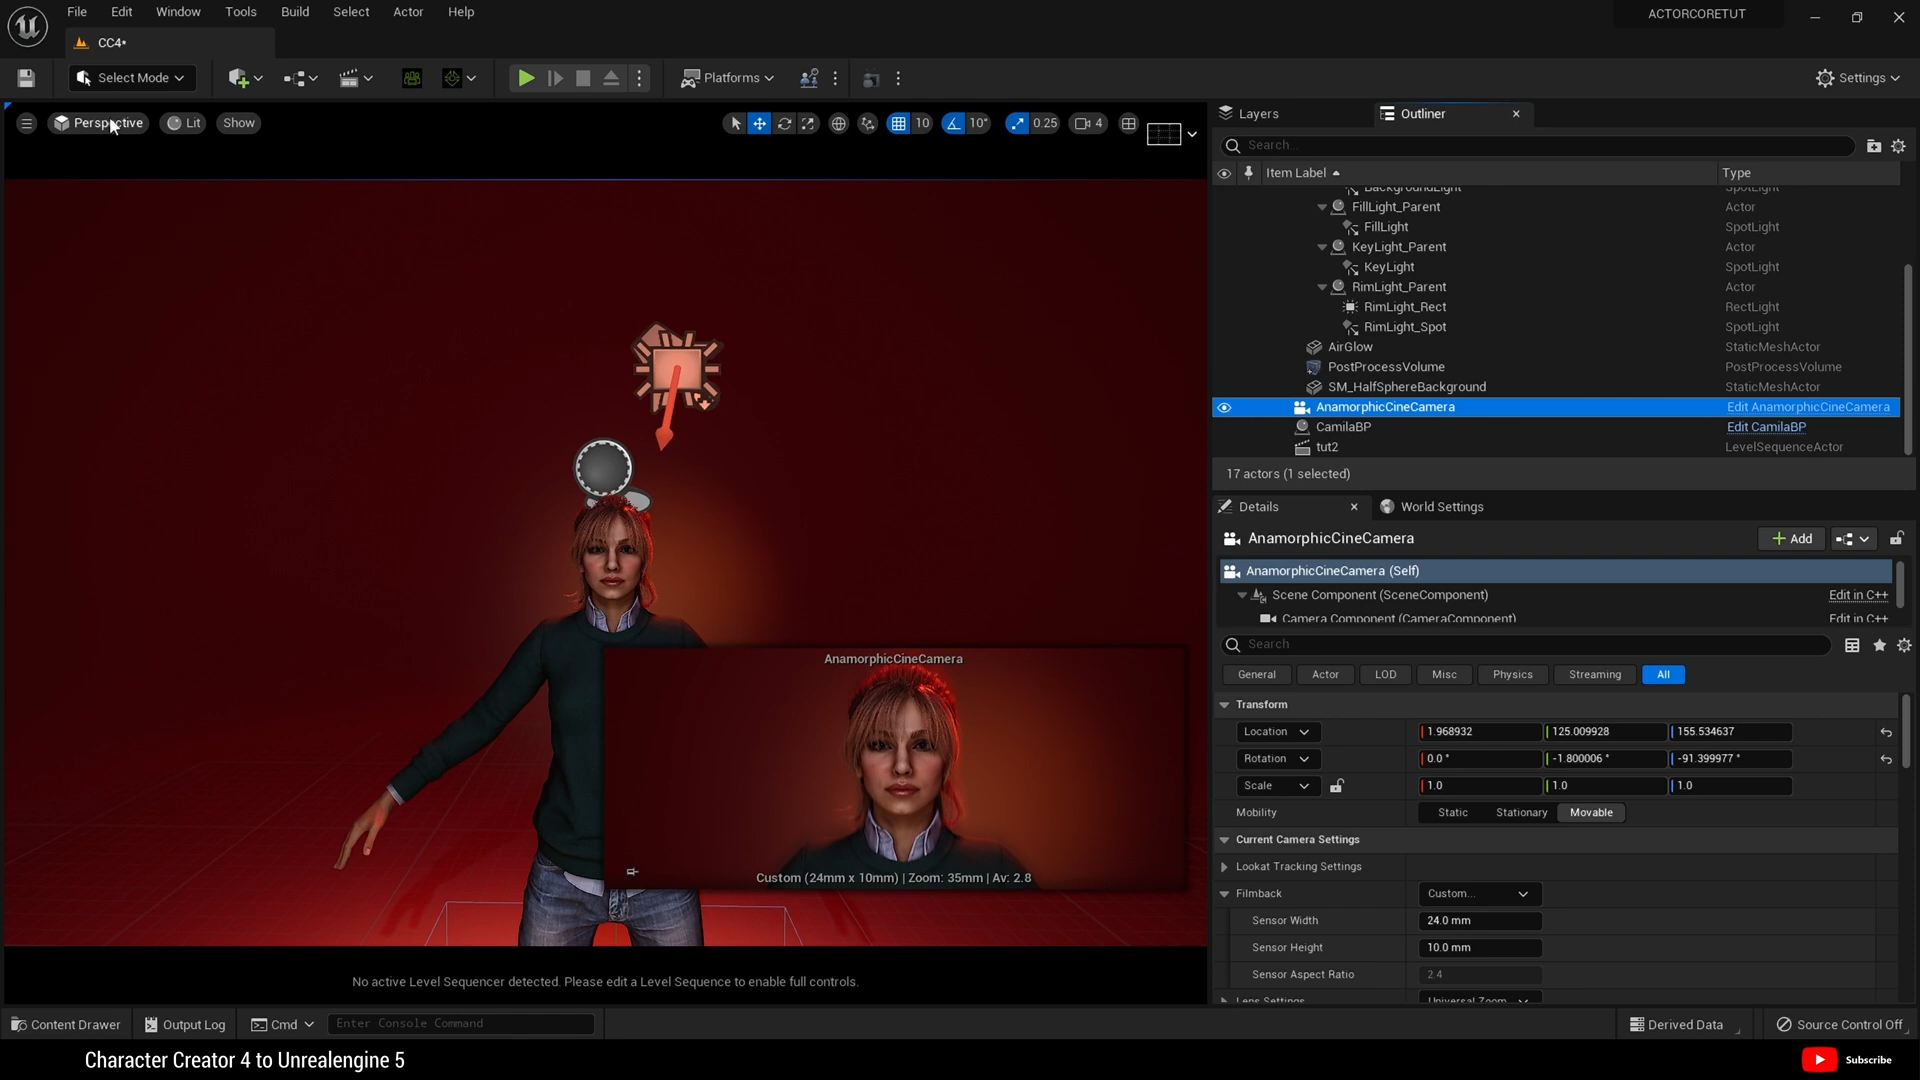 File Edit Window Tools Build Select Actor Help
ACTORCORETUT
CC4*
Select Mode
Platforms
Settings
Perspective
Lit
Show
10
10°
0.25
4
Layers
Outliner
Search...
Item Label
Type
BackgroundLight SpotLight
FillLight_Parent Actor
FillLight SpotLight
KeyLight_Parent Actor
KeyLight SpotLight
RimLight_Parent Actor
RimLight_Rect RectLight
RimLight_Spot SpotLight
AirGlow StaticMeshActor
PostProcessVolume PostProcessVolume
SM_HalfSphereBackground StaticMeshActor
AnamorphicCineCamera Edit AnamorphicCineCamera
CamilaBP Edit CamilaBP
tut2 LevelSequenceActor
17 actors (1 selected)
Details
World Settings
AnamorphicCineCamera
Add
AnamorphicCineCamera (Self)
Scene Component (SceneComponent) Edit in C++
Camera Component (CameraComponent) Edit in C++
Search
General Actor LOD Misc Physics Streaming All
Transform
Location 1.968932 125.009928 155.534637
Rotation 0.0 ° -1.800006 ° -91.399977 °
Scale 1.0 1.0 1.0
Mobility Static Stationary Movable
Current Camera Settings
Lookat Tracking Settings
Filmback Custom...
Sensor Width 24.0 mm
Sensor Height 10.0 mm
Sensor Aspect Ratio 2.4
Lens Settings Universal Zoom
AnamorphicCineCamera
Custom (24mm x 10mm) | Zoom: 35mm | Av: 2.8
No active Level Sequencer detected. Please edit a Level Sequence to enable full controls.
Content Drawer
Output Log
Cmd
Enter Console Command
Derived Data
Source Control Off
Character Creator 4 to Unrealengine 5
Subscribe